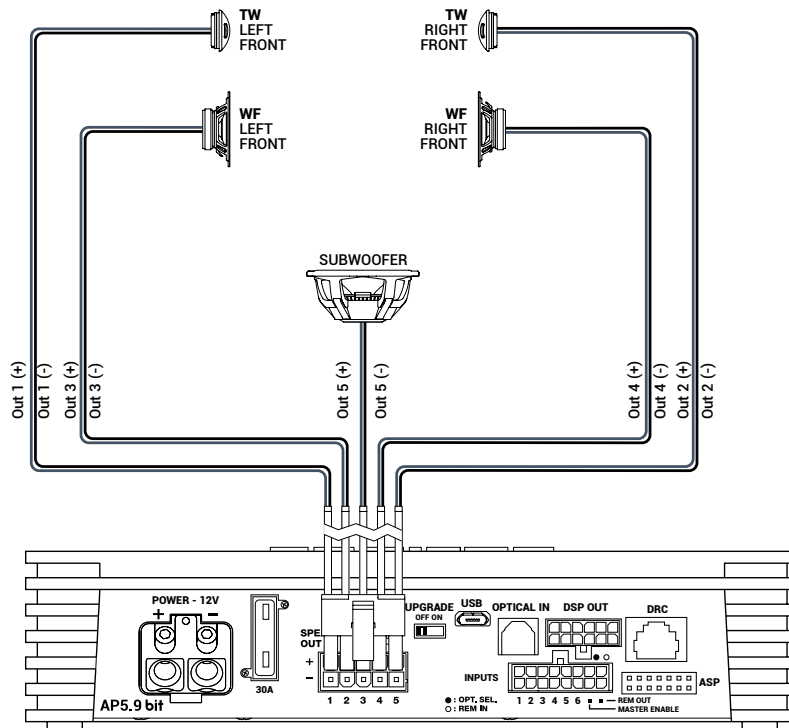 TW
LEFT
FRONT
TW
RIGHT
FRONT
WF
LEFT
FRONT
WF
RIGHT
FRONT
SUBWOOFER
Out 1 (+)
Out 1 (-)
Out 3 (+)
Out 3 (-)
Out 5 (+)
Out 5 (-)
Out 4 (+)
Out 4 (-)
Out 2 (+)
Out 2 (-)
POWER - 12V
+ -
30A
SPE
OUT
+
-
1 2 3 4 5
UPGRADE
OFF ON
USB
OPTICAL IN
DSP OUT
DRC
INPUTS
ASP
: OPT. SEL.
: REM IN
1 2 3 4 5 6
REM OUT
MASTER ENABLE
AP5.9 bit